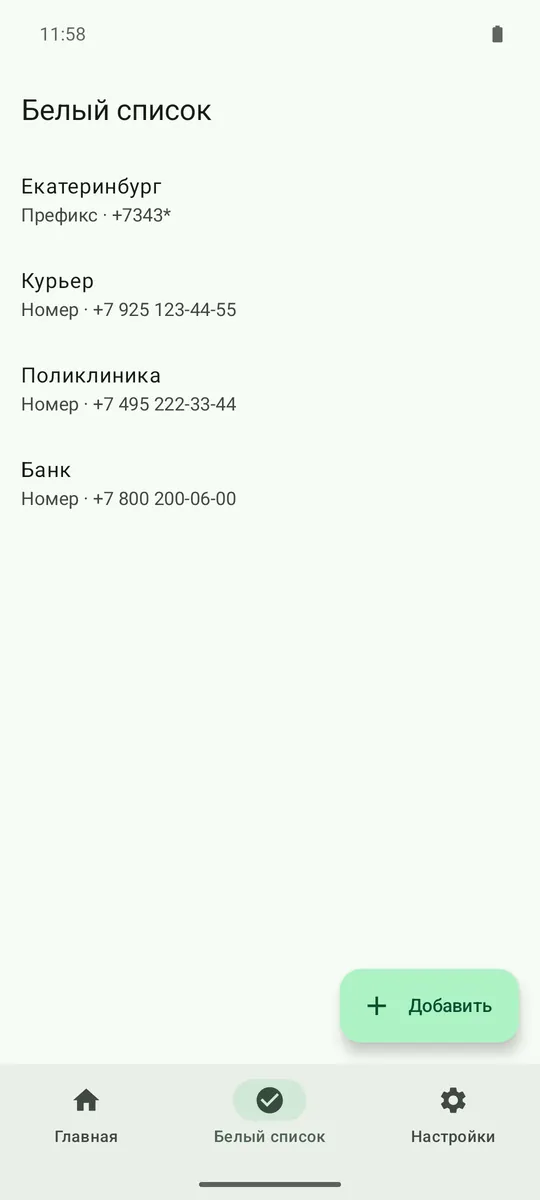 11:58
Белый список
Екатеринбург
Префикс · +7343*
Курьер
Номер · +7 925 123-44-55
Поликлиника
Номер · +7 495 222-33-44
Банк
Номер · +7 800 200-06-00
Добавить
Главная
Белый список
Настройки